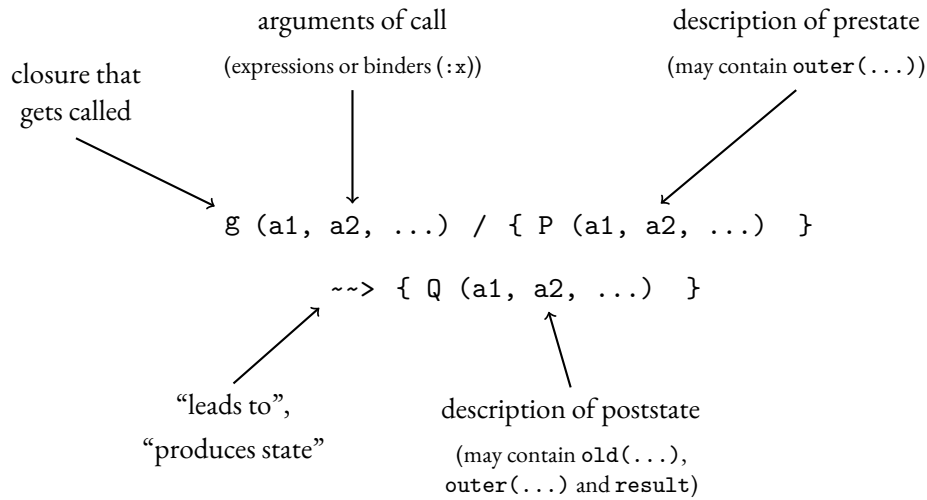 arguments of call
(expressions or binders (:x))
description of prestate
(may contain outer(...))
closure that
gets called
g (a1, a2, ...) / { P (a1, a2, ...) }
~~> { Q (a1, a2, ...) }
“leads to”,
“produces state”
description of poststate
(may contain old(...),
outer(...) and result)